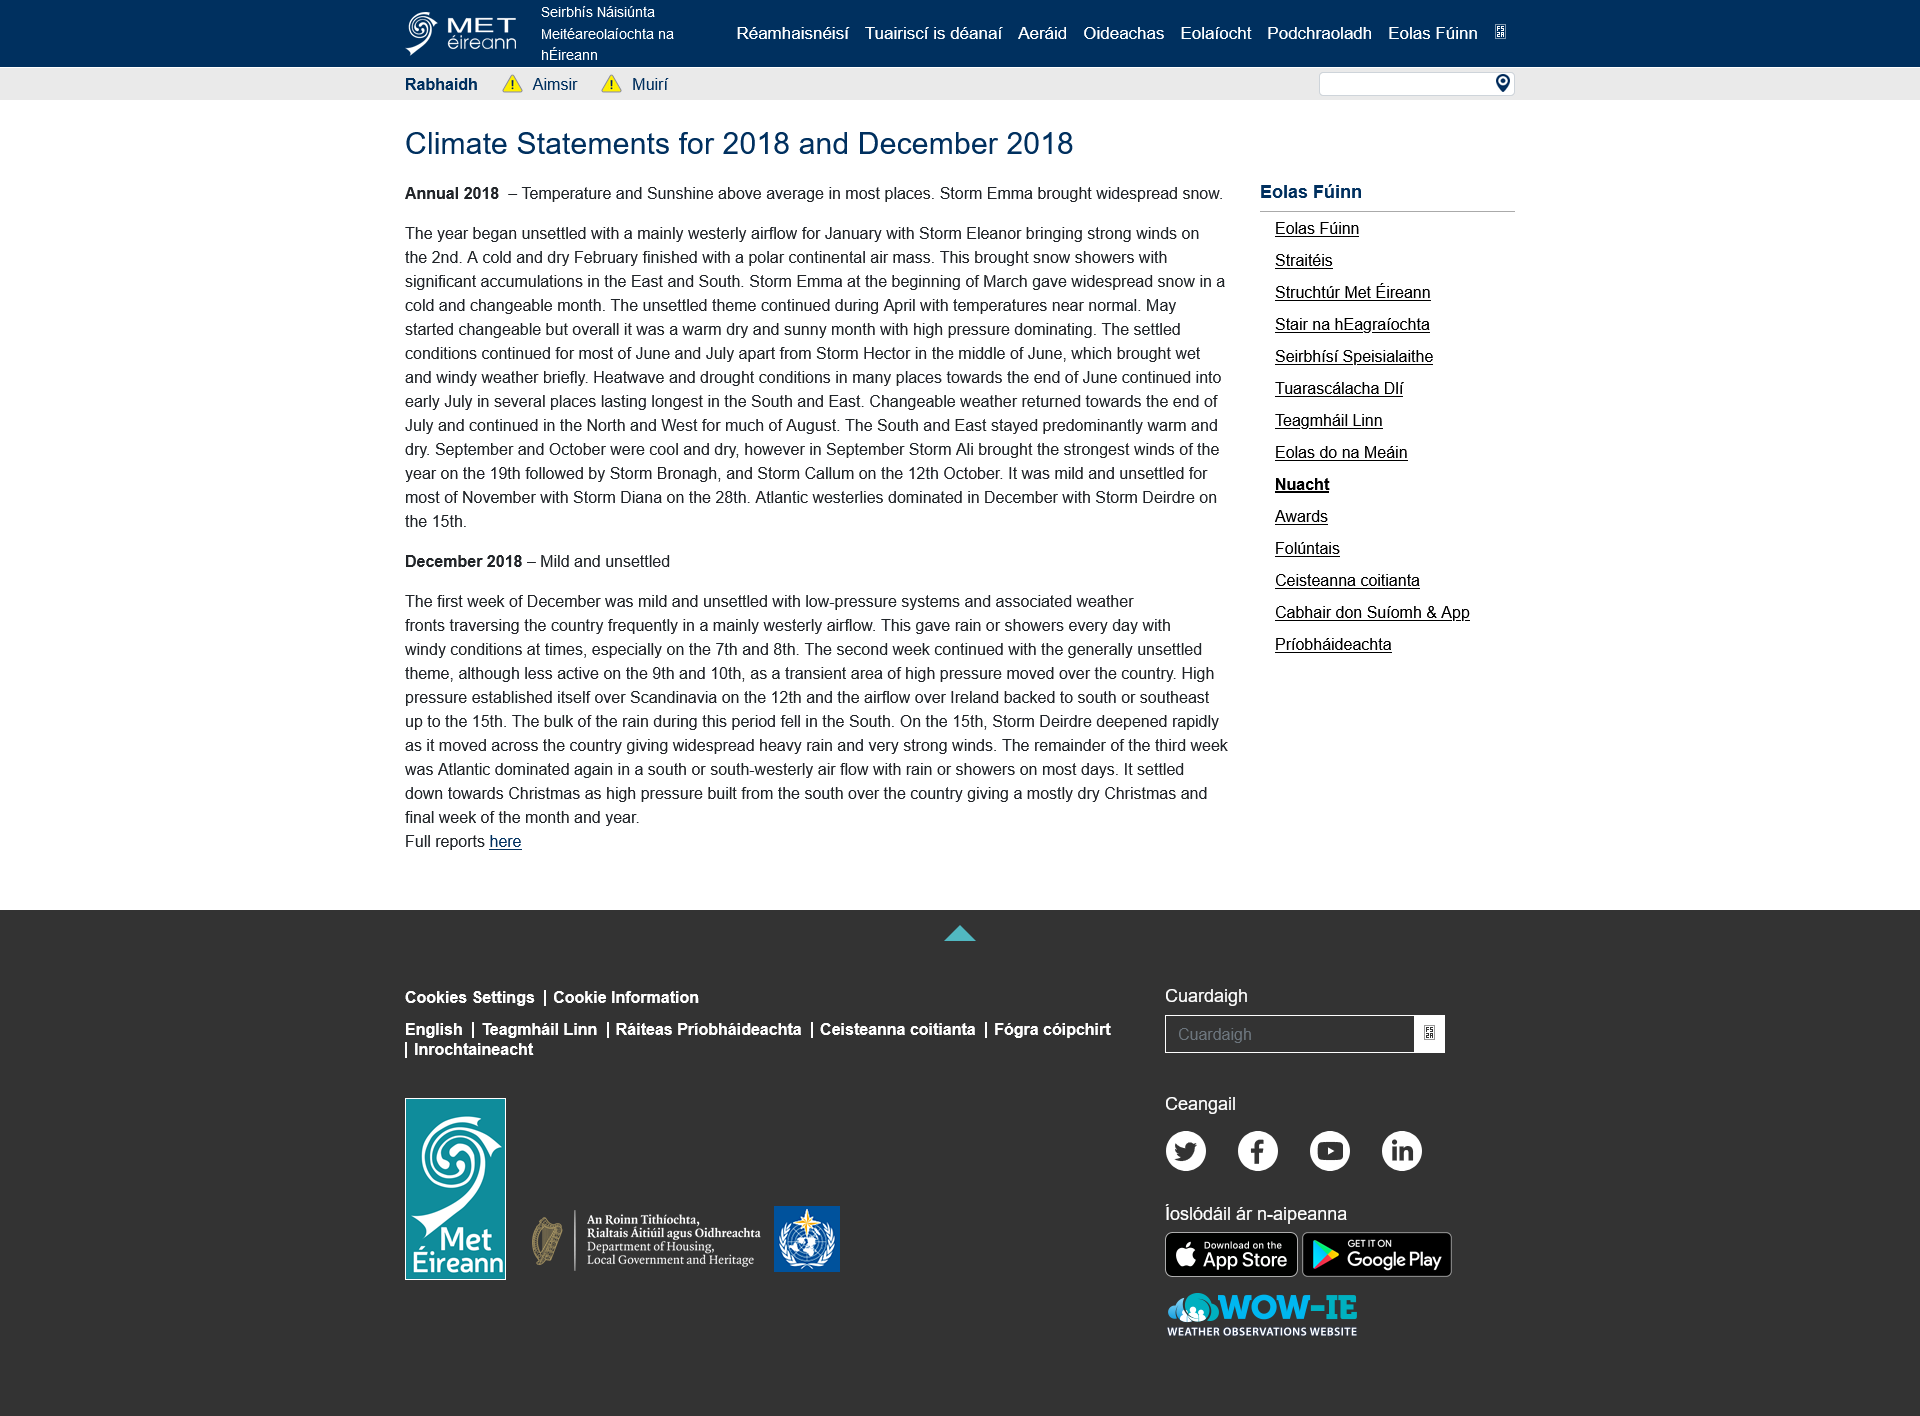 MET
éireann
Seirbhís Náisiúnta
Meitéareolaíochta na
hÉireann
Réamhaisnéisí Tuairiscí is déanaí Aeráid Oideachas Eolaíocht Podchraoladh Eolas Fúinn
Rabhaidh Aimsir Muirí
Climate Statements for 2018 and December 2018
Annual 2018 – Temperature and Sunshine above average in most places. Storm Emma brought widespread snow.
The year began unsettled with a mainly westerly airflow for January with Storm Eleanor bringing strong winds on
the 2nd. A cold and dry February finished with a polar continental air mass. This brought snow showers with
significant accumulations in the East and South. Storm Emma at the beginning of March gave widespread snow in a
cold and changeable month. The unsettled theme continued during April with temperatures near normal. May
started changeable but overall it was a warm dry and sunny month with high pressure dominating. The settled
conditions continued for most of June and July apart from Storm Hector in the middle of June, which brought wet
and windy weather briefly. Heatwave and drought conditions in many places towards the end of June continued into
early July in several places lasting longest in the South and East. Changeable weather returned towards the end of
July and continued in the North and West for much of August. The South and East stayed predominantly warm and
dry. September and October were cool and dry, however in September Storm Ali brought the strongest winds of the
year on the 19th followed by Storm Bronagh, and Storm Callum on the 12th October. It was mild and unsettled for
most of November with Storm Diana on the 28th. Atlantic westerlies dominated in December with Storm Deirdre on
the 15th.
December 2018 – Mild and unsettled
The first week of December was mild and unsettled with low-pressure systems and associated weather
fronts traversing the country frequently in a mainly westerly airflow. This gave rain or showers every day with
windy conditions at times, especially on the 7th and 8th. The second week continued with the generally unsettled
theme, although less active on the 9th and 10th, as a transient area of high pressure moved over the country. High
pressure established itself over Scandinavia on the 12th and the airflow over Ireland backed to south or southeast
up to the 15th. The bulk of the rain during this period fell in the South. On the 15th, Storm Deirdre deepened rapidly
as it moved across the country giving widespread heavy rain and very strong winds. The remainder of the third week
was Atlantic dominated again in a south or south-westerly air flow with rain or showers on most days. It settled
down towards Christmas as high pressure built from the south over the country giving a mostly dry Christmas and
final week of the month and year.
Full reports here
Eolas Fúinn
Eolas Fúinn
Straitéis
Struchtúr Met Éireann
Stair na hEagraíochta
Seirbhísí Speisialaithe
Tuarascálacha Dlí
Teagmháil Linn
Eolas do na Meáin
Nuacht
Awards
Folúntais
Ceisteanna coitianta
Cabhair don Suíomh & App
Príobháideachta
Cookies Settings | Cookie Information
English | Teagmháil Linn | Ráiteas Príobháideachta | Ceisteanna coitianta | Fógra cóipchirt
| Inrochtaineacht
Met
Éireann
An Roinn Tithíochta,
Rialtais Áitiúil agus Oidhreachta
Department of Housing,
Local Government and Heritage
Cuardaigh
Cuardaigh
Ceangail
Íoslódáil ár n-aipeanna
Download on the
App Store
GET IT ON
Google Play
WOW-IE
WEATHER OBSERVATIONS WEBSITE